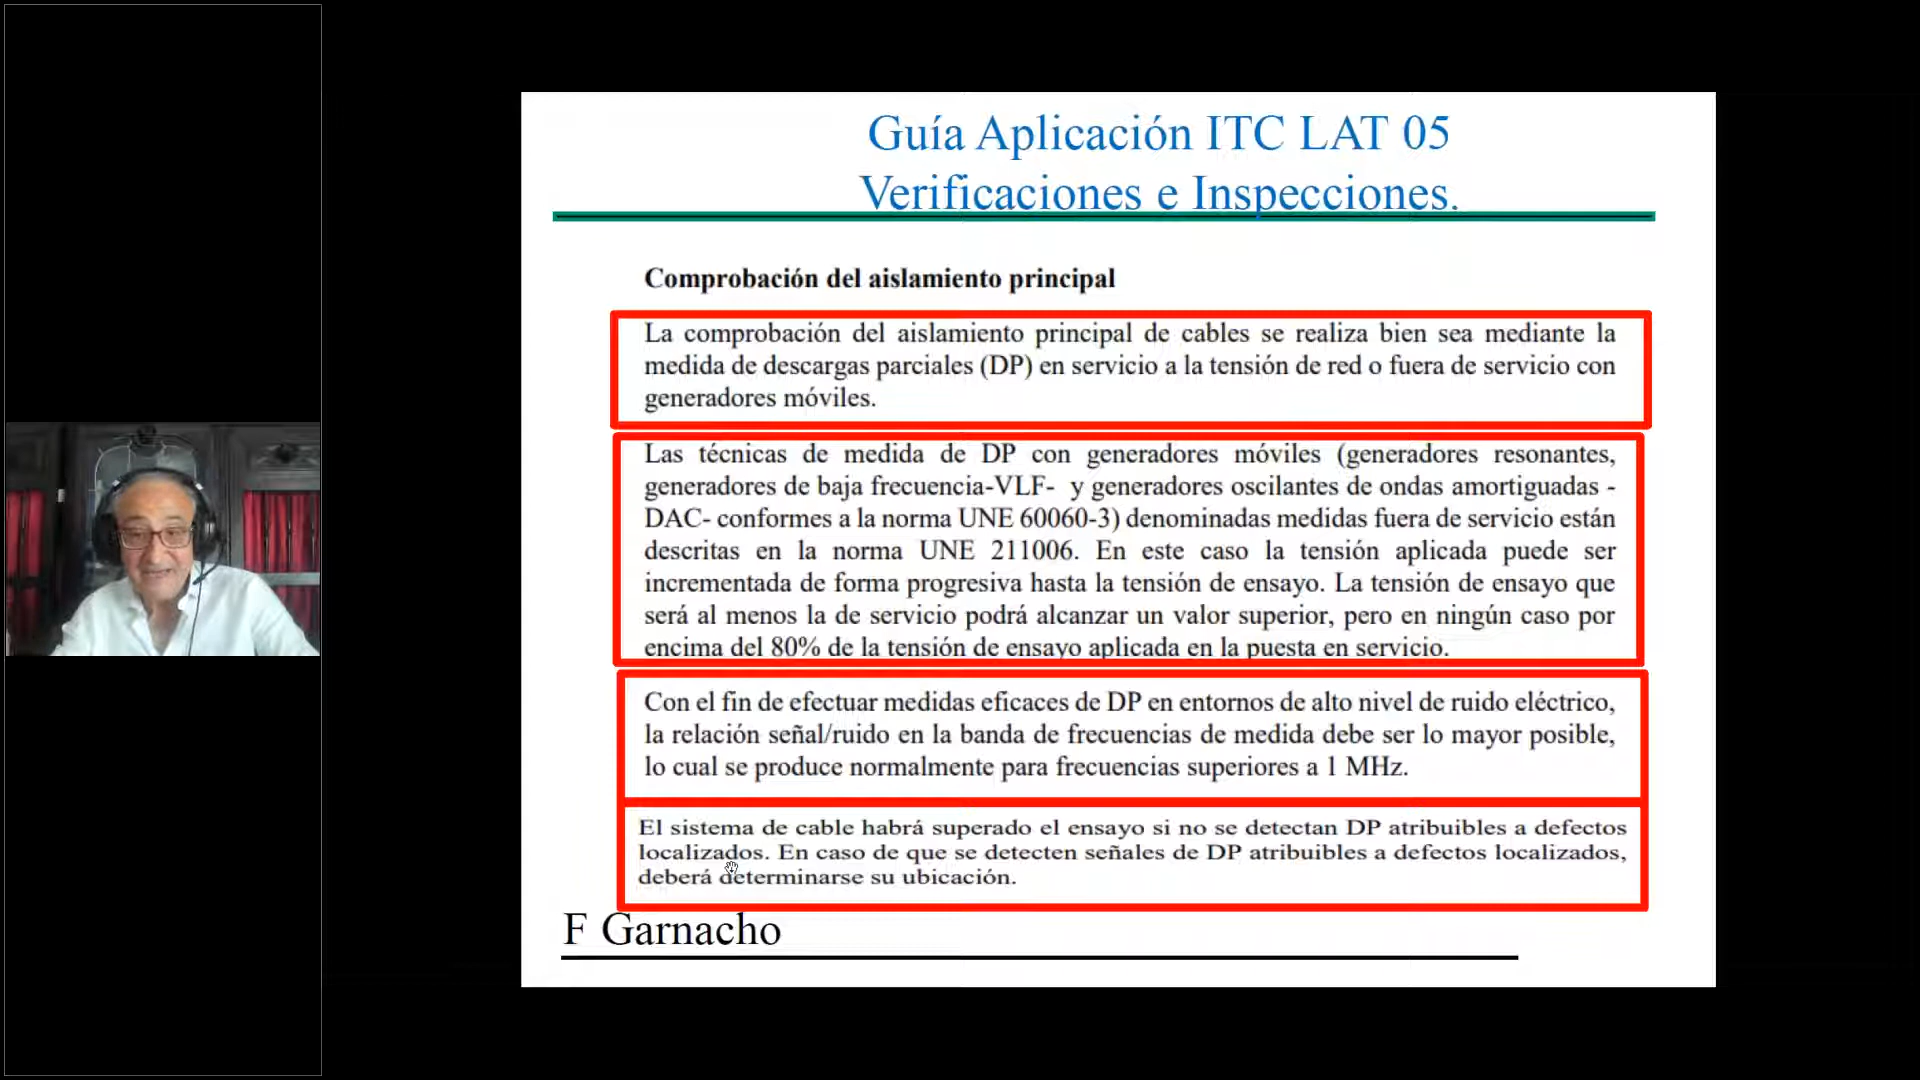 Guía Aplicación ITC LAT 05
Verificaciones e Inspecciones.
Comprobación del aislamiento principal
La comprobación del aislamiento principal de cables se realiza bien sea mediante la
medida de descargas parciales (DP) en servicio a la tensión de red o fuera de servicio con
generadores móviles.
Las técnicas de medida de DP con generadores móviles (generadores resonantes,
generadores de baja frecuencia-VLF- y generadores oscilantes de ondas amortiguadas -
DAC- conformes a la norma UNE 60060-3) denominadas medidas fuera de servicio están
descritas en la norma UNE 211006. En este caso la tensión aplicada puede ser
incrementada de forma progresiva hasta la tensión de ensayo. La tensión de ensayo que
será al menos la de servicio podrá alcanzar un valor superior, pero en ningún caso por
encima del 80% de la tensión de ensayo aplicada en la puesta en servicio.
Con el fin de efectuar medidas eficaces de DP en entornos de alto nivel de ruido eléctrico,
la relación señal/ruido en la banda de frecuencias de medida debe ser lo mayor posible,
lo cual se produce normalmente para frecuencias superiores a 1 MHz.
El sistema de cable habrá superado el ensayo si no se detectan DP atribuibles a defectos
localizados. En caso de que se detecten señales de DP atribuibles a defectos localizados,
deberá determinarse su ubicación.
F Garnacho